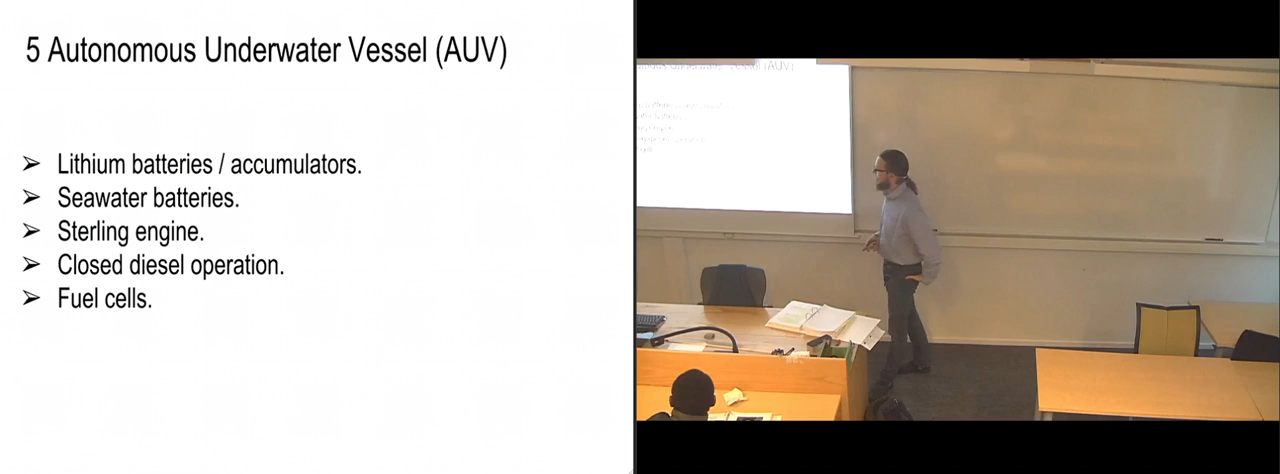 5 Autonomous Underwater Vessel (AUV)
➢ Lithium batteries / accumulators.
➢ Seawater batteries.
➢ Sterling engine.
➢ Closed diesel operation.
➢ Fuel cells.